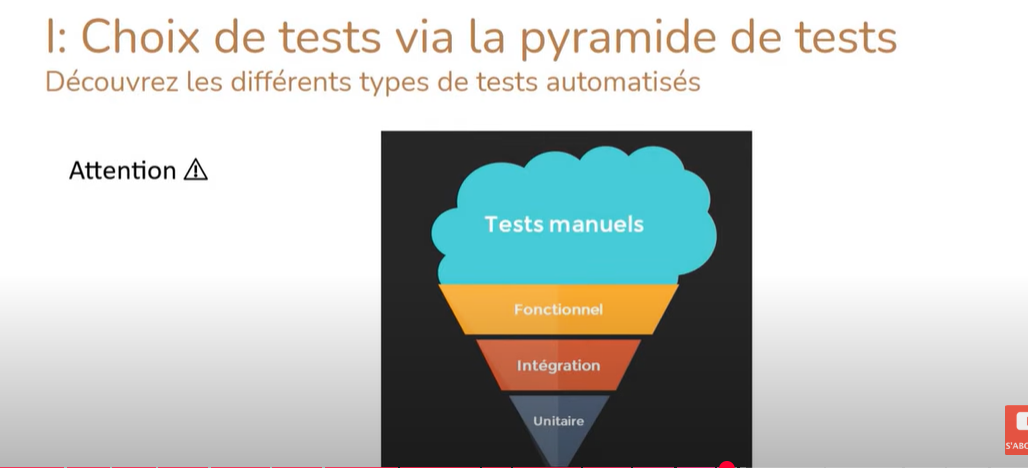 I: Choix de tests via la pyramide de tests
Découvrez les différents types de tests automatisés
Attention ⚠
Tests manuels
Fonctionnel
Intégration
Unitaire